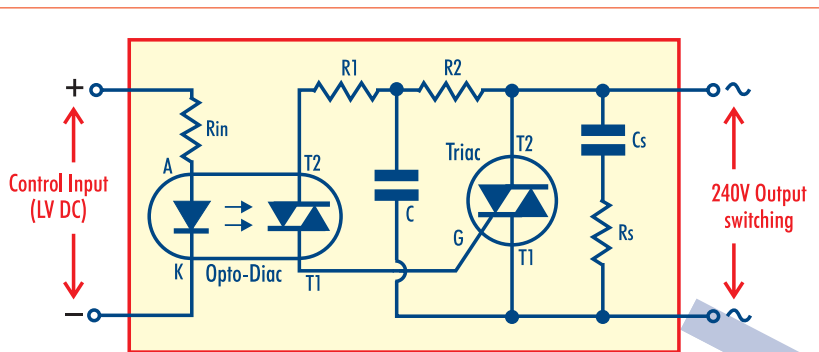 R1
R2
+
∼
Rin
Triac
T2
Cs
A
T2
Control Input
(LV DC)
240V Output
switching
C
G
Rs
K
Opto-Diac
T1
T1
−
∼